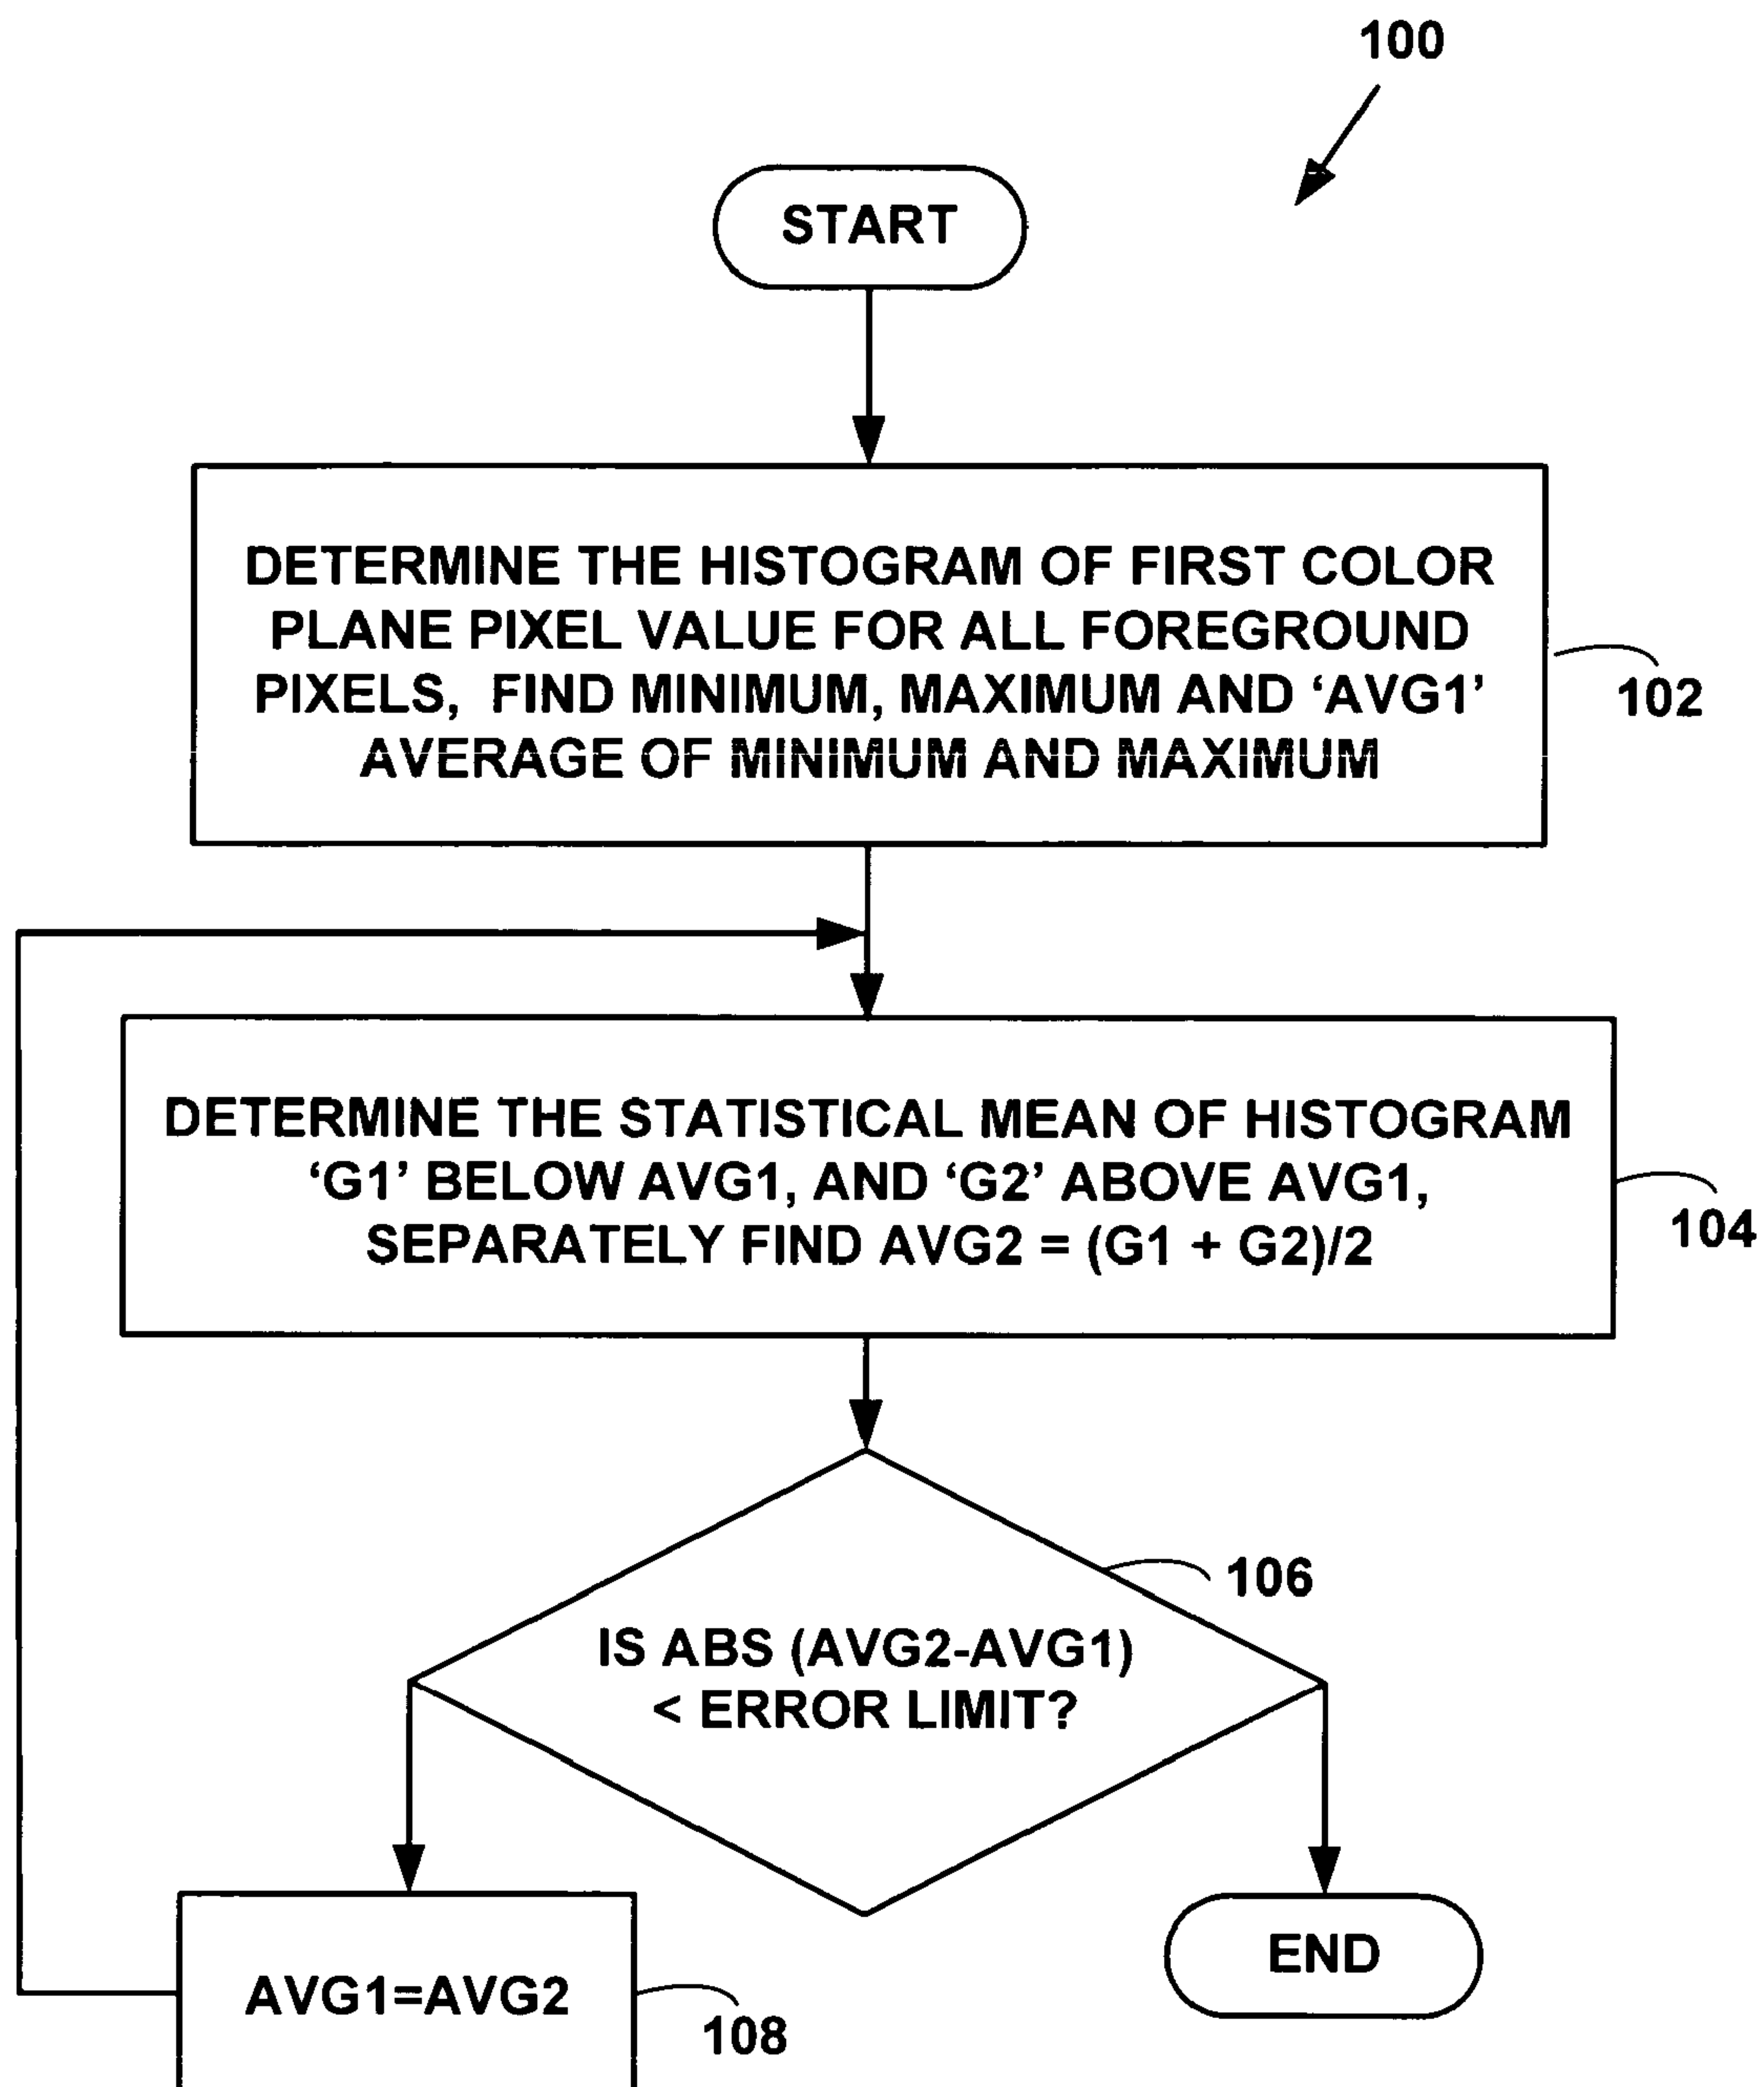 100
START
DETERMINE THE HISTOGRAM OF FIRST COLOR
PLANE PIXEL VALUE FOR ALL FOREGROUND
PIXELS, FIND MINIMUM, MAXIMUM AND ‘AVG1’
AVERAGE OF MINIMUM AND MAXIMUM
102
DETERMINE THE STATISTICAL MEAN OF HISTOGRAM
‘G1’ BELOW AVG1, AND ‘G2’ ABOVE AVG1,
SEPARATELY FIND AVG2 = (G1 + G2)/2
104
106
IS ABS (AVG2-AVG1)
< ERROR LIMIT?
END
AVG1=AVG2
108